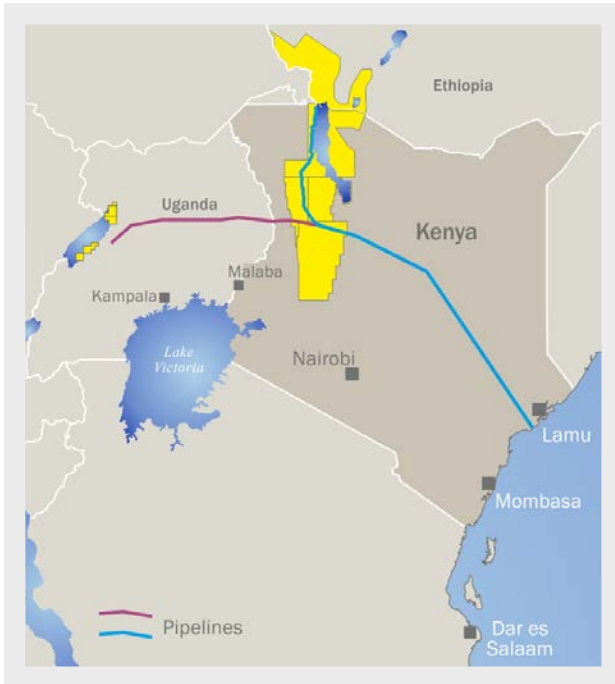 Ethiopia
Uganda
Kenya
Malaba
Kampala
Lake
Victoria
Nairobi
Lamu
Mombasa
Pipelines
Dar es
Salaam